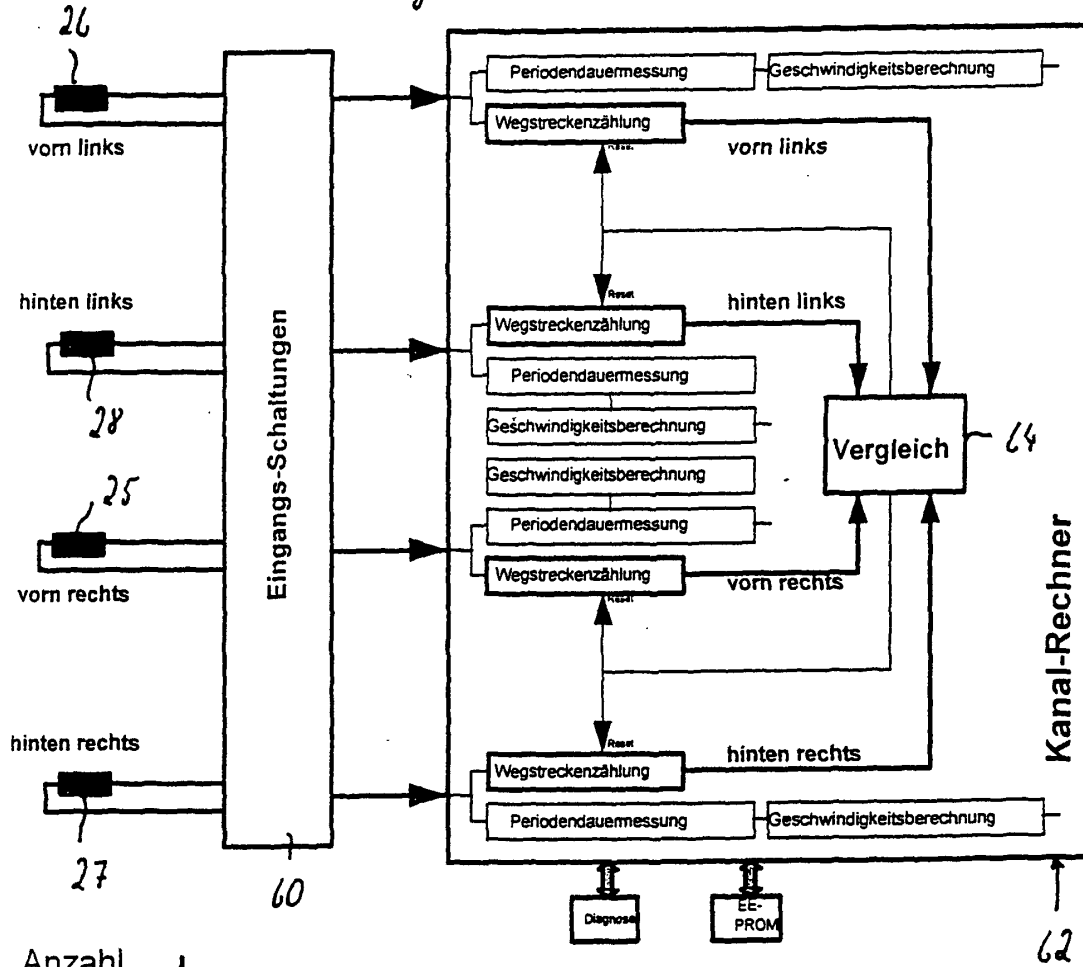 26
Periodendauermessung
Geschwindigkeitsberechnung
Wegstreckenzählung
Reset
vorn links
vorn links
hinten links
Reset
hinten links
Wegstreckenzählung
Periodendauermessung
28
Geschwindigkeitsberechnung
Vergleich
64
Eingangs-Schaltungen
25
Geschwindigkeitsberechnung
Periodendauermessung
Wegstreckenzählung
Reset
vorn rechts
vorn rechts
Kanal-Rechner
hinten rechts
Reset
hinten rechts
Wegstreckenzählung
Periodendauermessung
Geschwindigkeitsberechnung
27
60
Diagnose
EE-
PROM
62
Anzahl